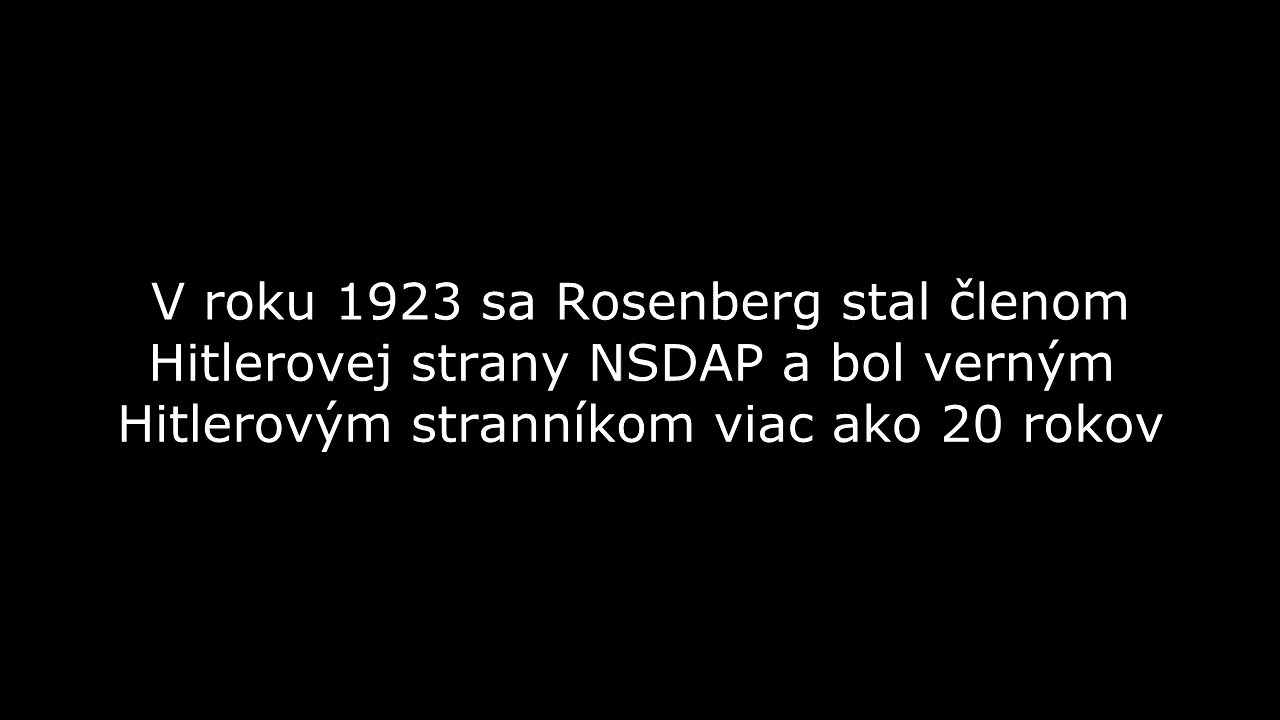 V roku 1923 sa Rosenberg stal členom
Hitlerovej strany NSDAP a bol verným
Hitlerovým stranníkom viac ako 20 rokov